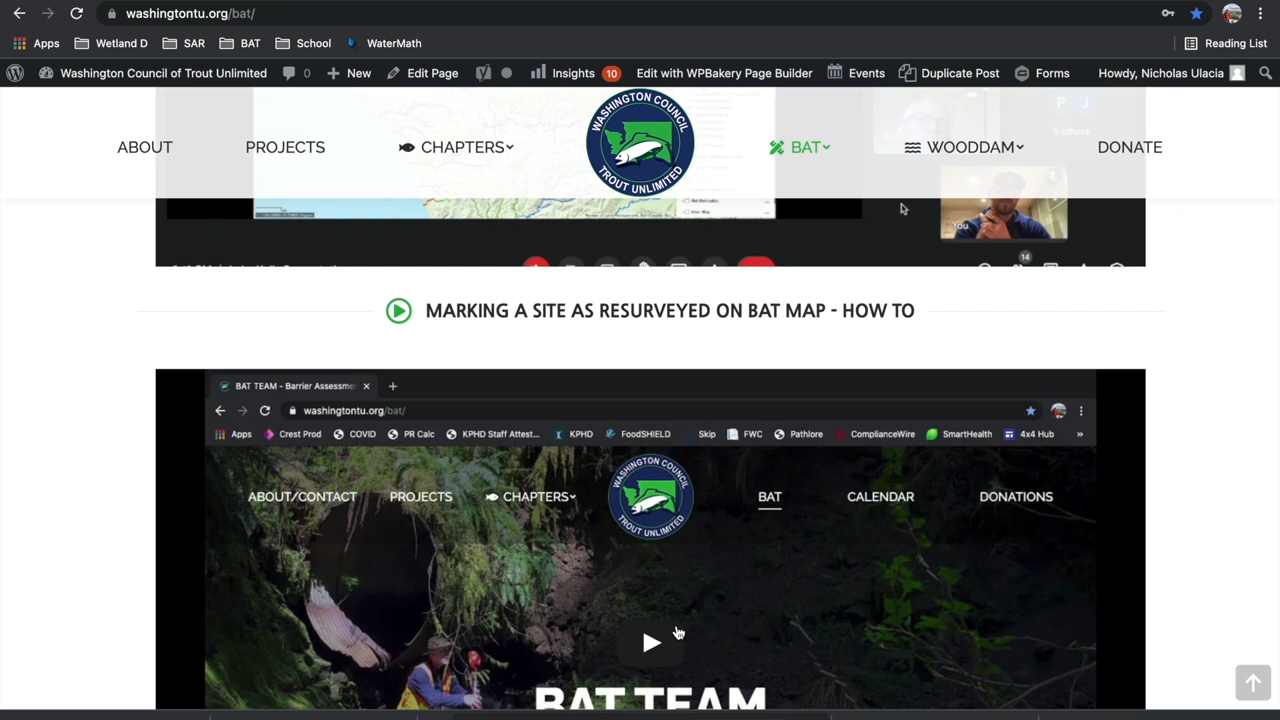 washingtontu.org/bat/
Apps Wetland D SAR BAT School WaterMath Reading List
Washington Council of Trout Unlimited 0 New Edit Page Insights 10 Edit with WPBakery Page Builder Events Duplicate Post Forms Howdy, Nicholas Ulacia
P J
5 others
ABOUT PROJECTS CHAPTERS WASHINGTON COUNCIL TROUT UNLIMITED BAT WOODDAM DONATE
You
14
MARKING A SITE AS RESURVEYED ON BAT MAP - HOW TO
BAT TEAM - Barrier Assessme
washingtontu.org/bat/
Apps Crest Prod COVID PR Calc KPHD Staff Attest... KPHD FoodSHIELD Skip FWC Pathlore ComplianceWire SmartHealth 4x4 Hub »
ABOUT/CONTACT PROJECTS CHAPTERS WASHINGTON COUNCIL TROUT UNLIMITED BAT CALENDAR DONATIONS
BAT TEAM